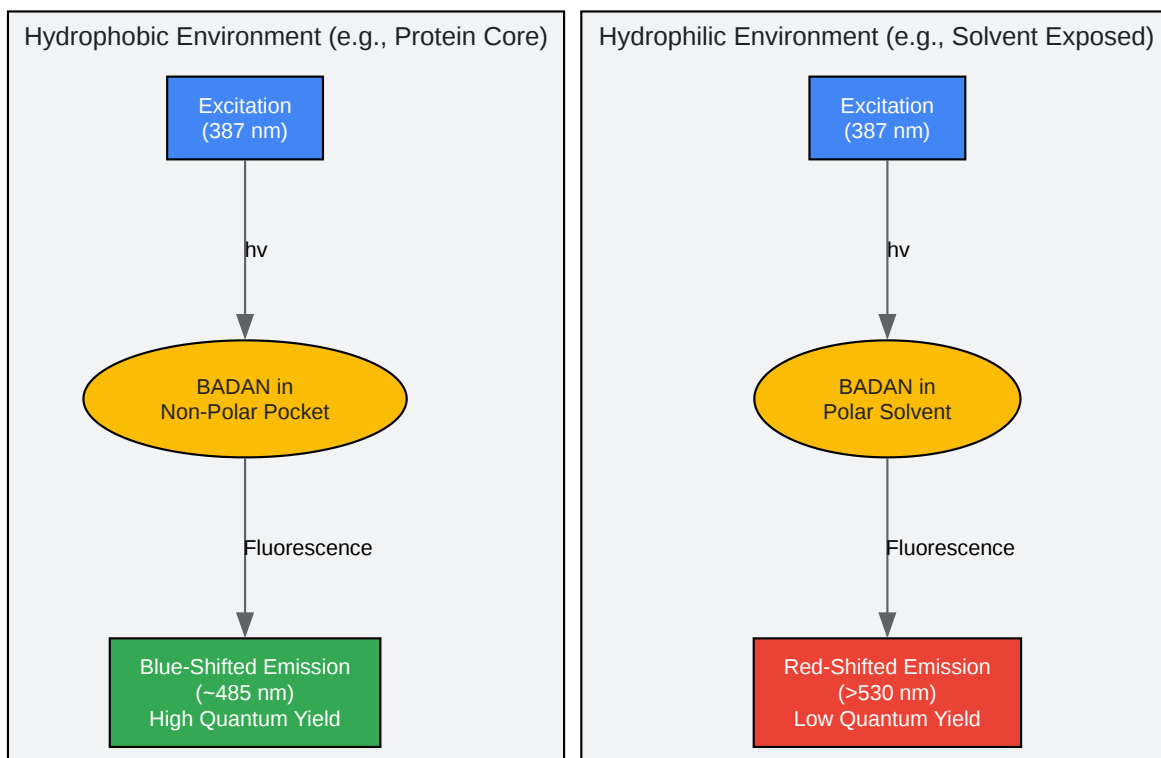 Hydrophobic Environment (e.g., Protein Core)
Excitation
(387 nm)
hv
BADAN in
Non-Polar Pocket
Fluorescence
Blue-Shifted Emission
(~485 nm)
High Quantum Yield
Hydrophilic Environment (e.g., Solvent Exposed)
Excitation
(387 nm)
hv
BADAN in
Polar Solvent
Fluorescence
Red-Shifted Emission
(>530 nm)
Low Quantum Yield